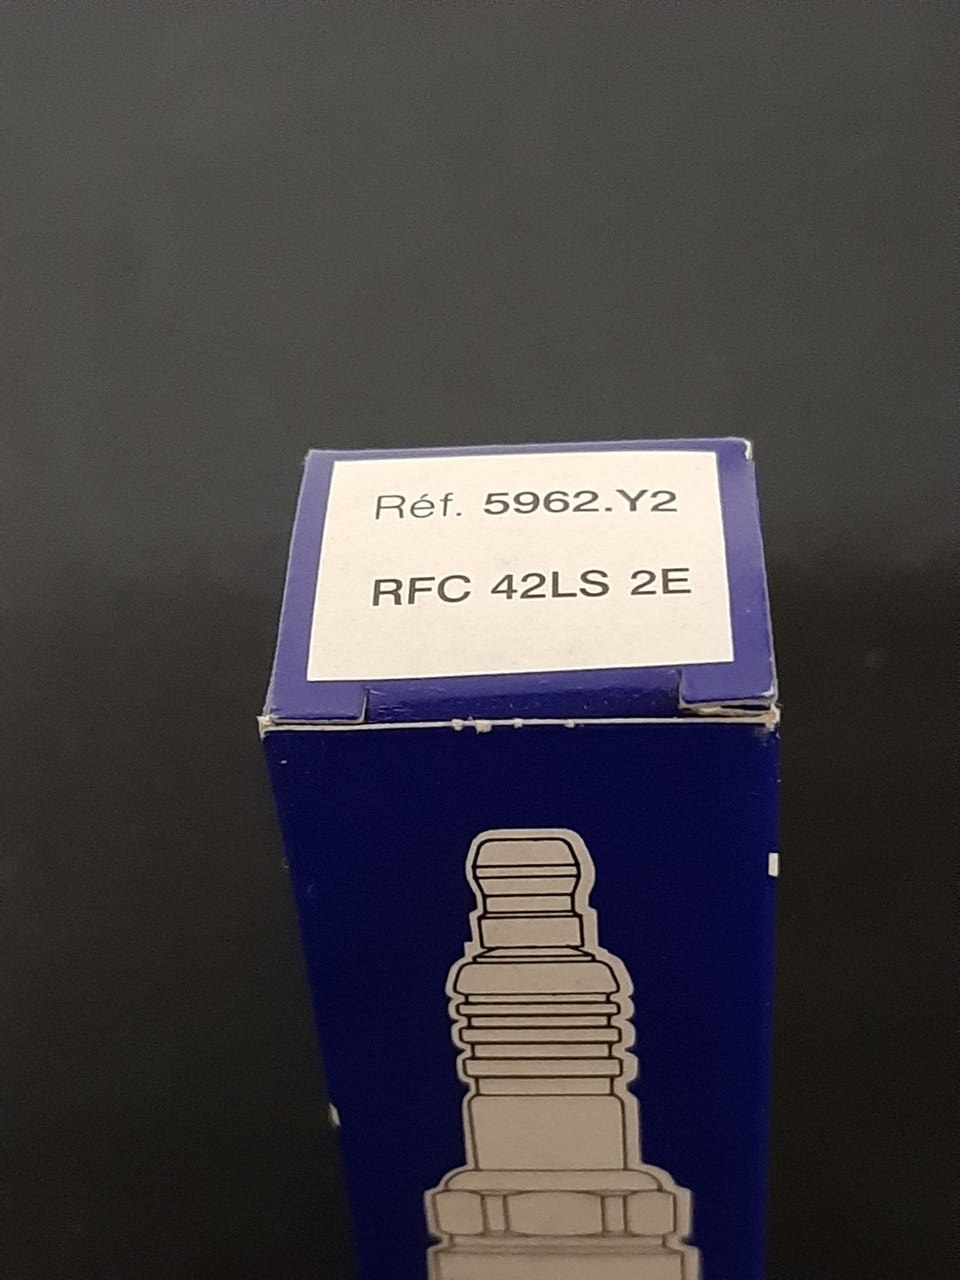 Réf. 5962.Y2
RFC 42LS 2E